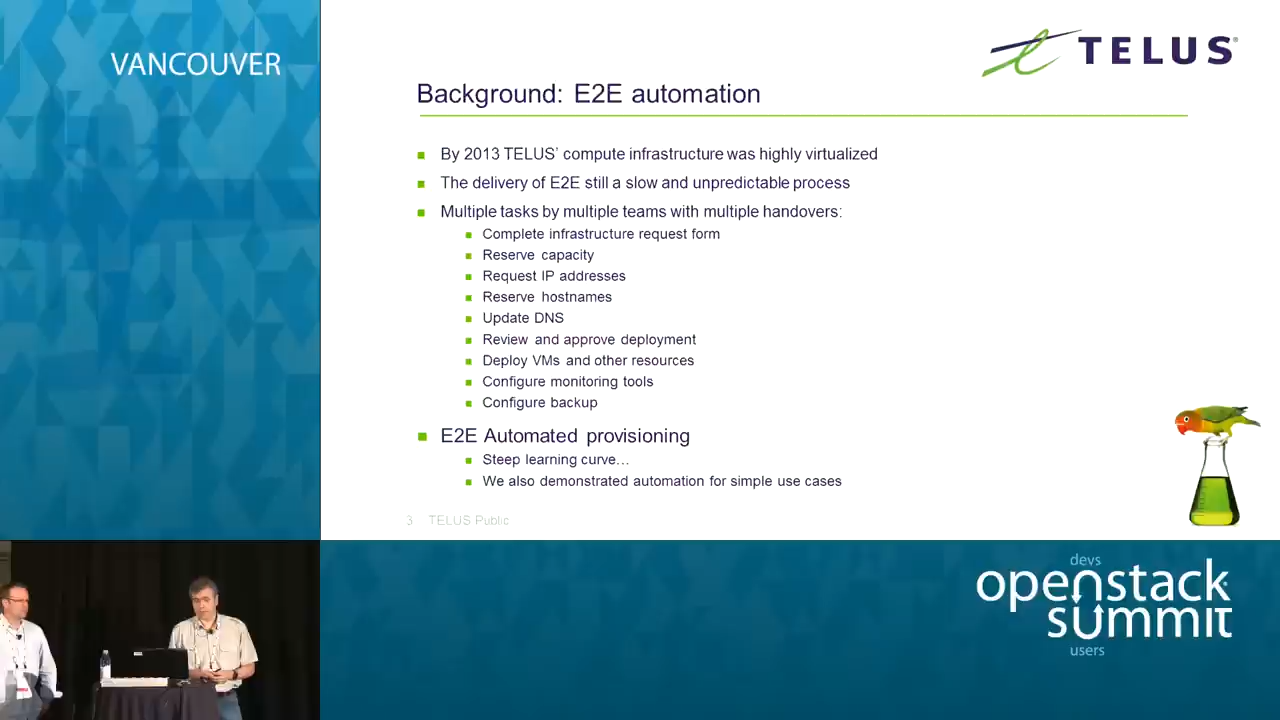 VANCOUVER
TELUS®
Background: E2E automation
By 2013 TELUS’ compute infrastructure was highly virtualized
The delivery of E2E still a slow and unpredictable process
Multiple tasks by multiple teams with multiple handovers:
Complete infrastructure request form
Reserve capacity
Request IP addresses
Reserve hostnames
Update DNS
Review and approve deployment
Deploy VMs and other resources
Configure monitoring tools
Configure backup
E2E Automated provisioning
Steep learning curve…
We also demonstrated automation for simple use cases
3 TELUS Public
devs
openstack
summit
users